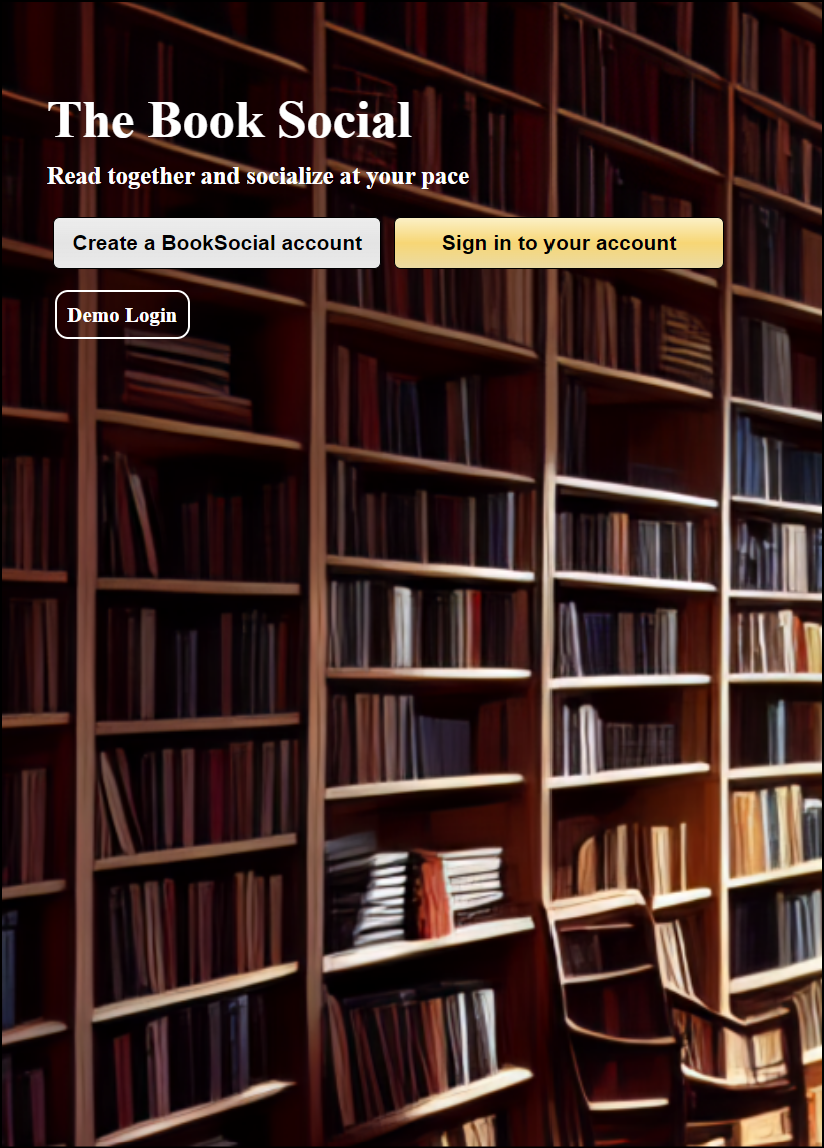 The Book Social
Read together and socialize at your pace
Create a BookSocial account
Sign in to your account
Demo Login